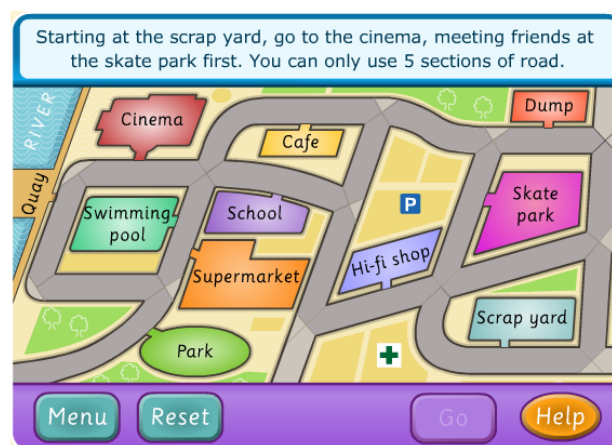 Starting at the scrap yard, go to the cinema, meeting friends at
the skate park first. You can only use 5 sections of road.
RIVER
Cinema
Dump
Cafe
Quay
Swimming
pool
School
P
Skate
park
Supermarket
Hi-fi shop
Scrap yard
Park
Menu
Reset
Go
Help